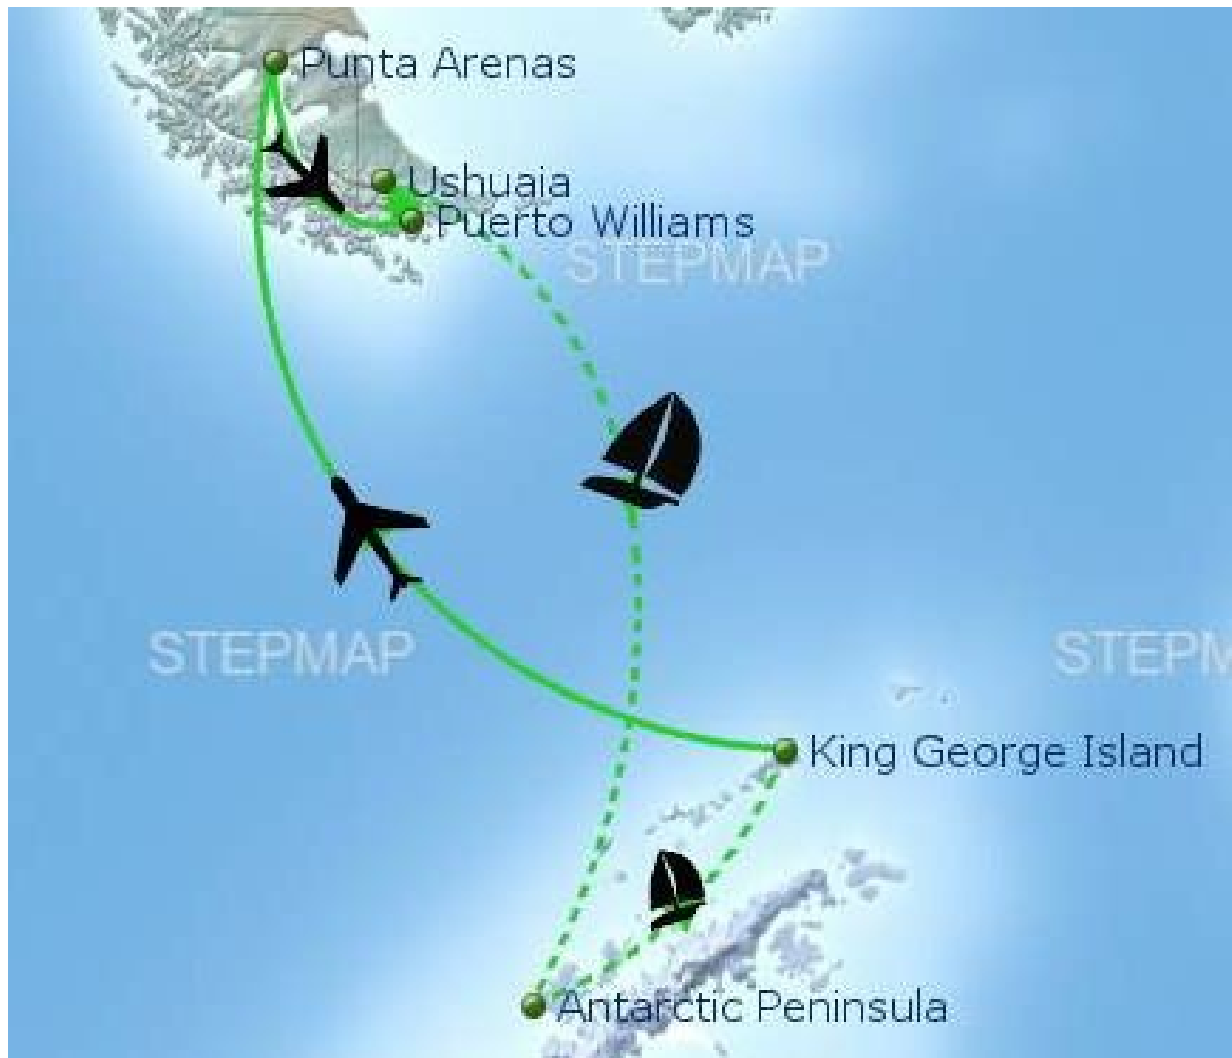 Punta Arenas
Ushuaia
Puerto Williams
STEPMAP
STEPMAP
STEPM
King George Island
Antarctic Peninsula